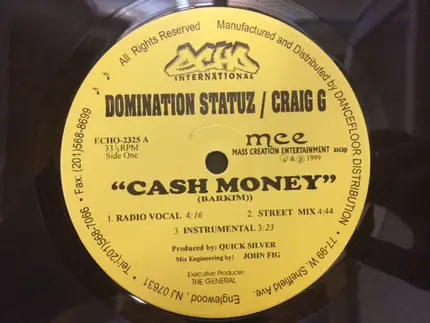 ♪ ♪ All Rights Reserved Manufactured and Distributed by DANCEFLOOR DISTRIBUTION • 77-99 W. Sheffield Ave. Englewood, NJ 07631 • Tel:(201)568-7066 • Fax: (201)568-8699
ECHO
INTERNATIONAL
DOMINATION STATUZ / CRAIG G
ECHO-2325 A
33 ⅓ RPM
Side One
mce
MASS CREATION ENTERTAINMENT ascap
© & ℗ 1999
"CASH MONEY"
(BARKIM))
1. RADIO VOCAL 4:16 2. STREET MIX 4:44
3 INSTRUMENTAL 3:23
Produced by: QUICK SILVER
Mix Engineering by: JOHN FIG
Executive Producer:
THE GENERAL